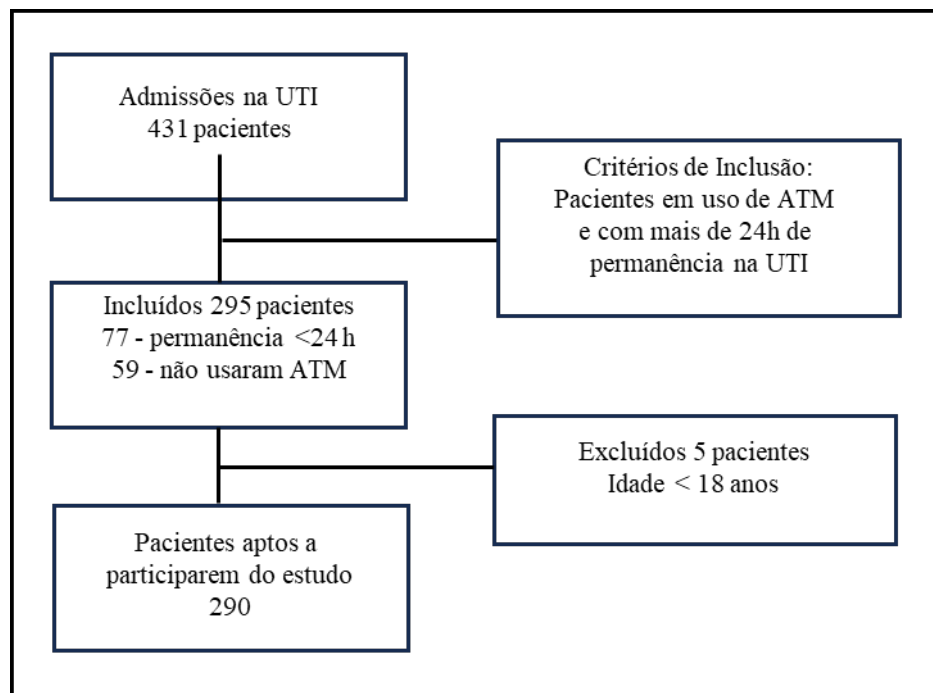 Admissões na UTI
431 pacientes
Critérios de Inclusão:
Pacientes em uso de ATM
e com mais de 24h de
permanência na UTI
Incluídos 295 pacientes
77 - permanência <24 h
59 - não usaram ATM
Excluídos 5 pacientes
Idade < 18 anos
Pacientes aptos a
participarem do estudo
290